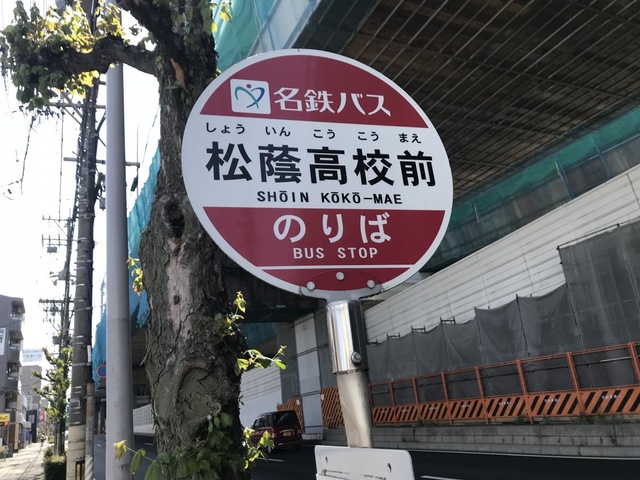 名鉄バス
しょう いん こう こう まえ
松蔭高校前
SHŌIN KŌKŌ-MAE
のりば
BUS STOP